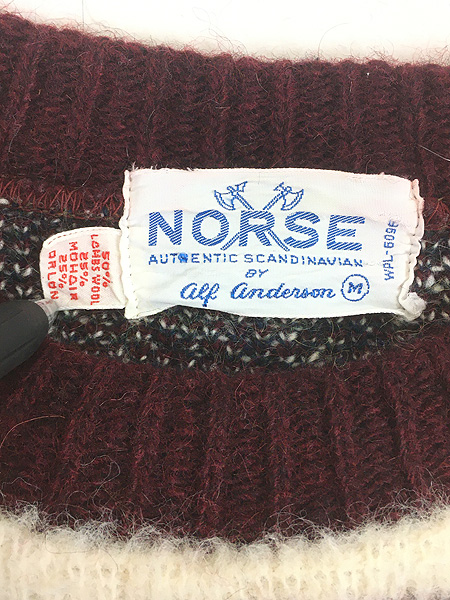 NORSE
AUTHENTIC SCANDINAVIAN
BY
Alf Anderson M
WPL-6096
50%
LAMBS WOOL
25%
MOHAIR
25%
ORLON